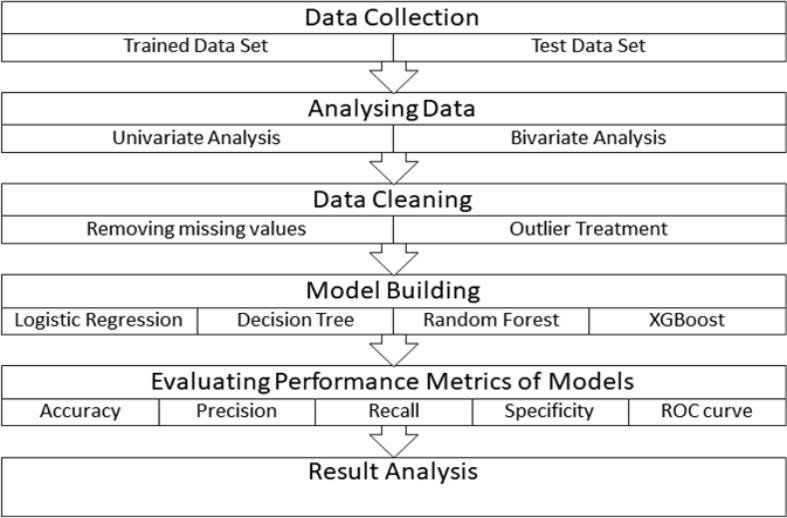 Data Collection
Trained Data Set Test Data Set
Analysing Data
Univariate Analysis Bivariate Analysis
Data Cleaning
Removing missing values Outlier Treatment
Model Building
Logistic Regression Decision Tree Random Forest XGBoost
Evaluating Performance Metrics of Models
Accuracy Precision Recall Specificity ROC curve
Result Analysis